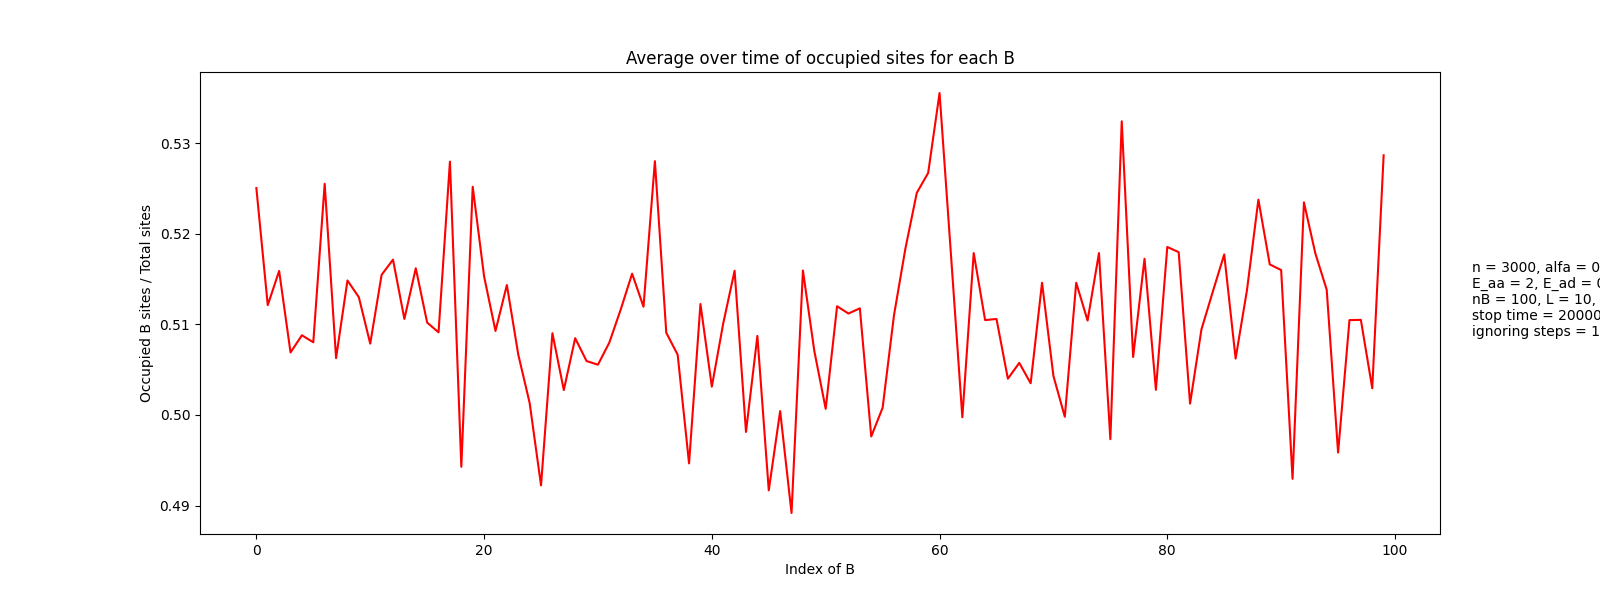 Average over time of occupied sites for each B
Occupied B sites / Total sites
0.53
0.52
0.51
0.50
0.49
0 20 40 60 80 100
Index of B
n = 3000, alfa = 0
E_aa = 2, E_ad = 0
nB = 100, L = 10,
stop time = 20000
ignoring steps = 1